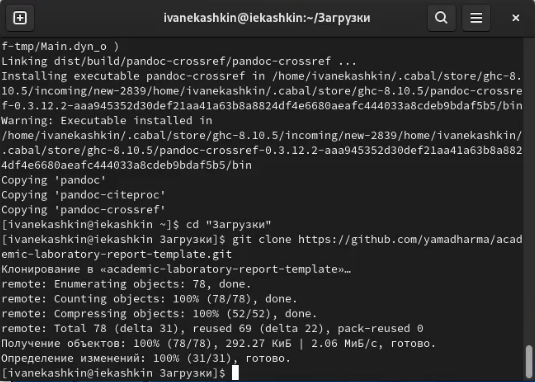 ivanekashkin@iekashkin:~/Загрузки
f-tmp/Main.dyn_o )
Linking dist/build/pandoc-crossref/pandoc-crossref ...
Installing executable pandoc-crossref in /home/ivanekashkin/.cabal/store/ghc-8.
10.5/incoming/new-2839/home/ivanekashkin/.cabal/store/ghc-8.10.5/pandoc-crossre
f-0.3.12.2-aaa945352d30def21aa41a63b8a8824df4e6680aeafc444033a8cdeb9bdaf5b5/bin
Warning: Executable installed in
/home/ivanekashkin/.cabal/store/ghc-8.10.5/incoming/new-2839/home/ivanekashkin/
.cabal/store/ghc-8.10.5/pandoc-crossref-0.3.12.2-aaa945352d30def21aa41a63b8a882
4df4e6680aeafc444033a8cdeb9bdaf5b5/bin
Copying 'pandoc'
Copying 'pandoc-citeproc'
Copying 'pandoc-crossref'
[ivanekashkin@iekashkin ~]$ cd "Загрузки"
[ivanekashkin@iekashkin Загрузки]$ git clone https://github.com/yamadharma/acad
emic-laboratory-report-template.git
Клонирование в «academic-laboratory-report-template»…
remote: Enumerating objects: 78, done.
remote: Counting objects: 100% (78/78), done.
remote: Compressing objects: 100% (52/52), done.
remote: Total 78 (delta 31), reused 69 (delta 22), pack-reused 0
Получение объектов: 100% (78/78), 292.27 КиБ | 2.06 МиБ/с, готово.
Определение изменений: 100% (31/31), готово.
[ivanekashkin@iekashkin Загрузки]$